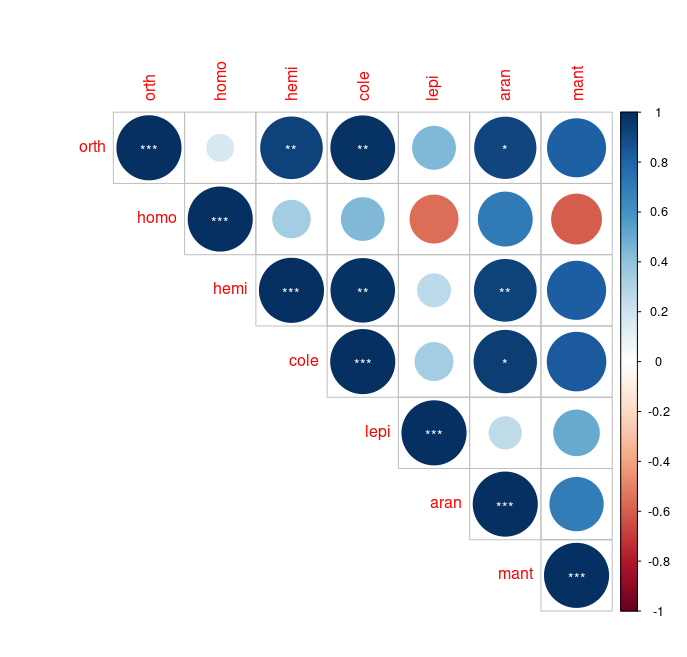 orth homo hemi cole lepi aran mant
orth *** ** ** *
homo ***
hemi *** ** **
cole *** *
lepi ***
aran ***
mant ***
1
0.8
0.6
0.4
0.2
0
-0.2
-0.4
-0.6
-0.8
-1